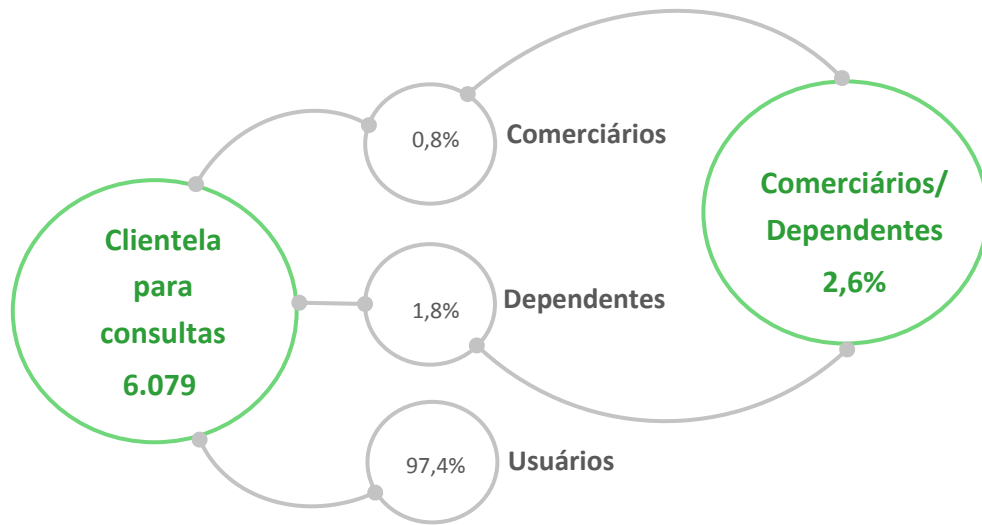 Clientela
para
consultas
6.079
0,8%
Comerciários
1,8%
Dependentes
97,4%
Usuários
Comerciários/
Dependentes
2,6%